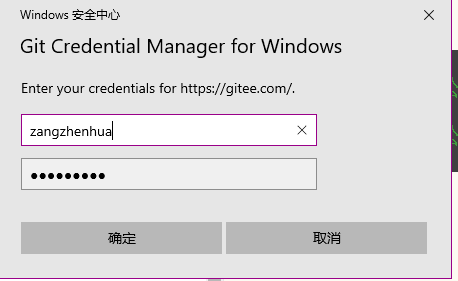 Windows 安全中心
Git Credential Manager for Windows
Enter your credentials for https://gitee.com/.
zangzhenhua
●●●●●●●●●
确定
取消